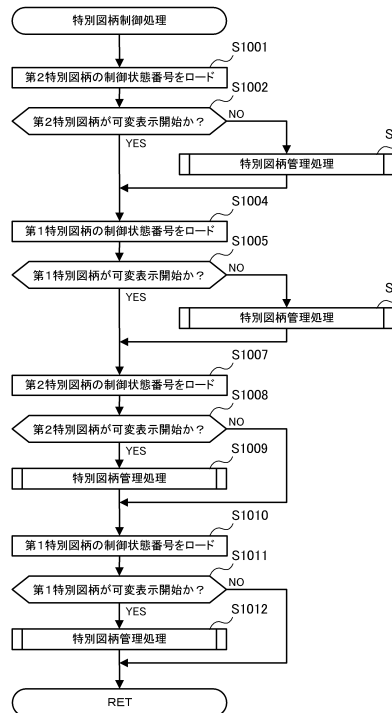 特別図柄制御処理
S1001
第2特別図柄の制御状態番号をロード
S1002
第2特別図柄が可変表示開始か？
NO
YES
S
特別図柄管理処理
S1004
第1特別図柄の制御状態番号をロード
S1005
第1特別図柄が可変表示開始か？
NO
YES
S
特別図柄管理処理
S1007
第2特別図柄の制御状態番号をロード
S1008
第2特別図柄が可変表示開始か？
NO
YES
S1009
特別図柄管理処理
S1010
第1特別図柄の制御状態番号をロード
S1011
第1特別図柄が可変表示開始か？
NO
YES
S1012
特別図柄管理処理
RET